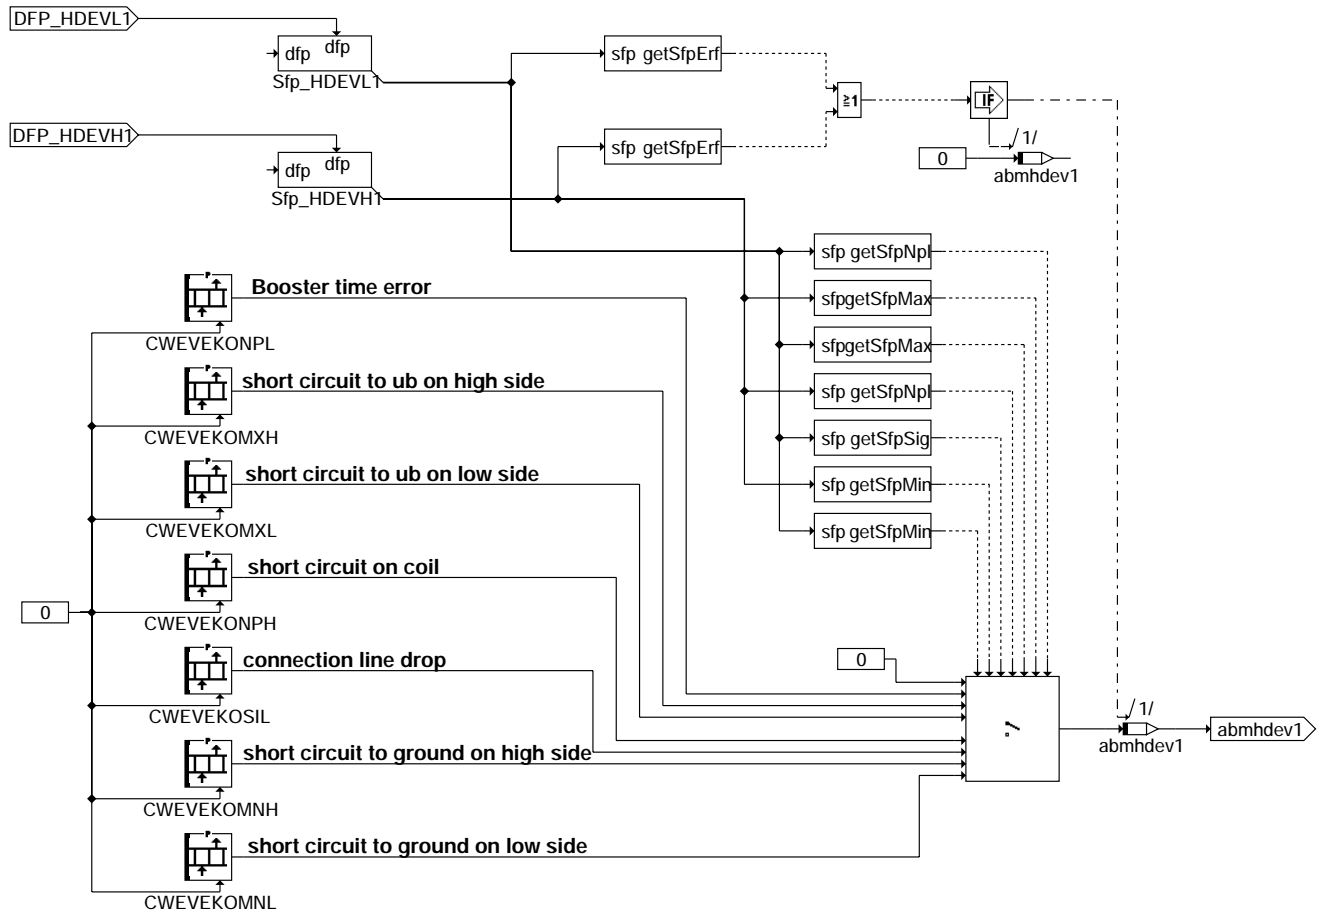 DFP_HDEVL1
dfp
dfp
Sfp_HDEVL1
sfp getSfpErf
≥1
IF
DFP_HDEVH1
dfp
dfp
Sfp_HDEVH1
sfp getSfpErf
/1/
0
abmhdev1
sfp getSfpNpl
P
Booster time error
CWEVEKONPL
sfpgetSfpMax
sfpgetSfpMax
P
short circuit to ub on high side
CWEVEKOMXH
sfp getSfpNpl
sfp getSfpSig
P
short circuit to ub on low side
CWEVEKOMXL
sfp getSfpMin
sfp getSfpMin
P
short circuit on coil
CWEVEKONPH
0
P
connection line drop
CWEVEKOSIL
0
/1/
abmhdev1
abmhdev1
P
short circuit to ground on high side
CWEVEKOMNH
P
short circuit to ground on low side
CWEVEKOMNL